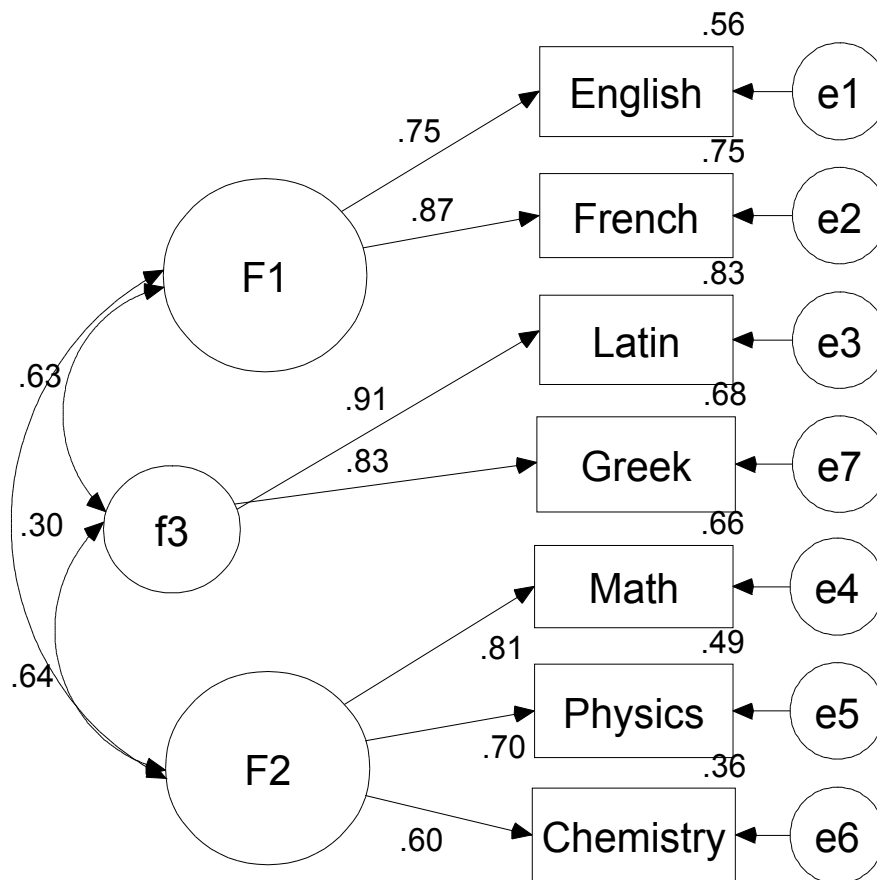 .56
English
e1
.75
.75
French
e2
.87
F1
.83
Latin
e3
.63
.91
.68
Greek
e7
.83
.30
f3
.66
Math
e4
.81
.49
.64
Physics
e5
.70
F2
.36
Chemistry
e6
.60